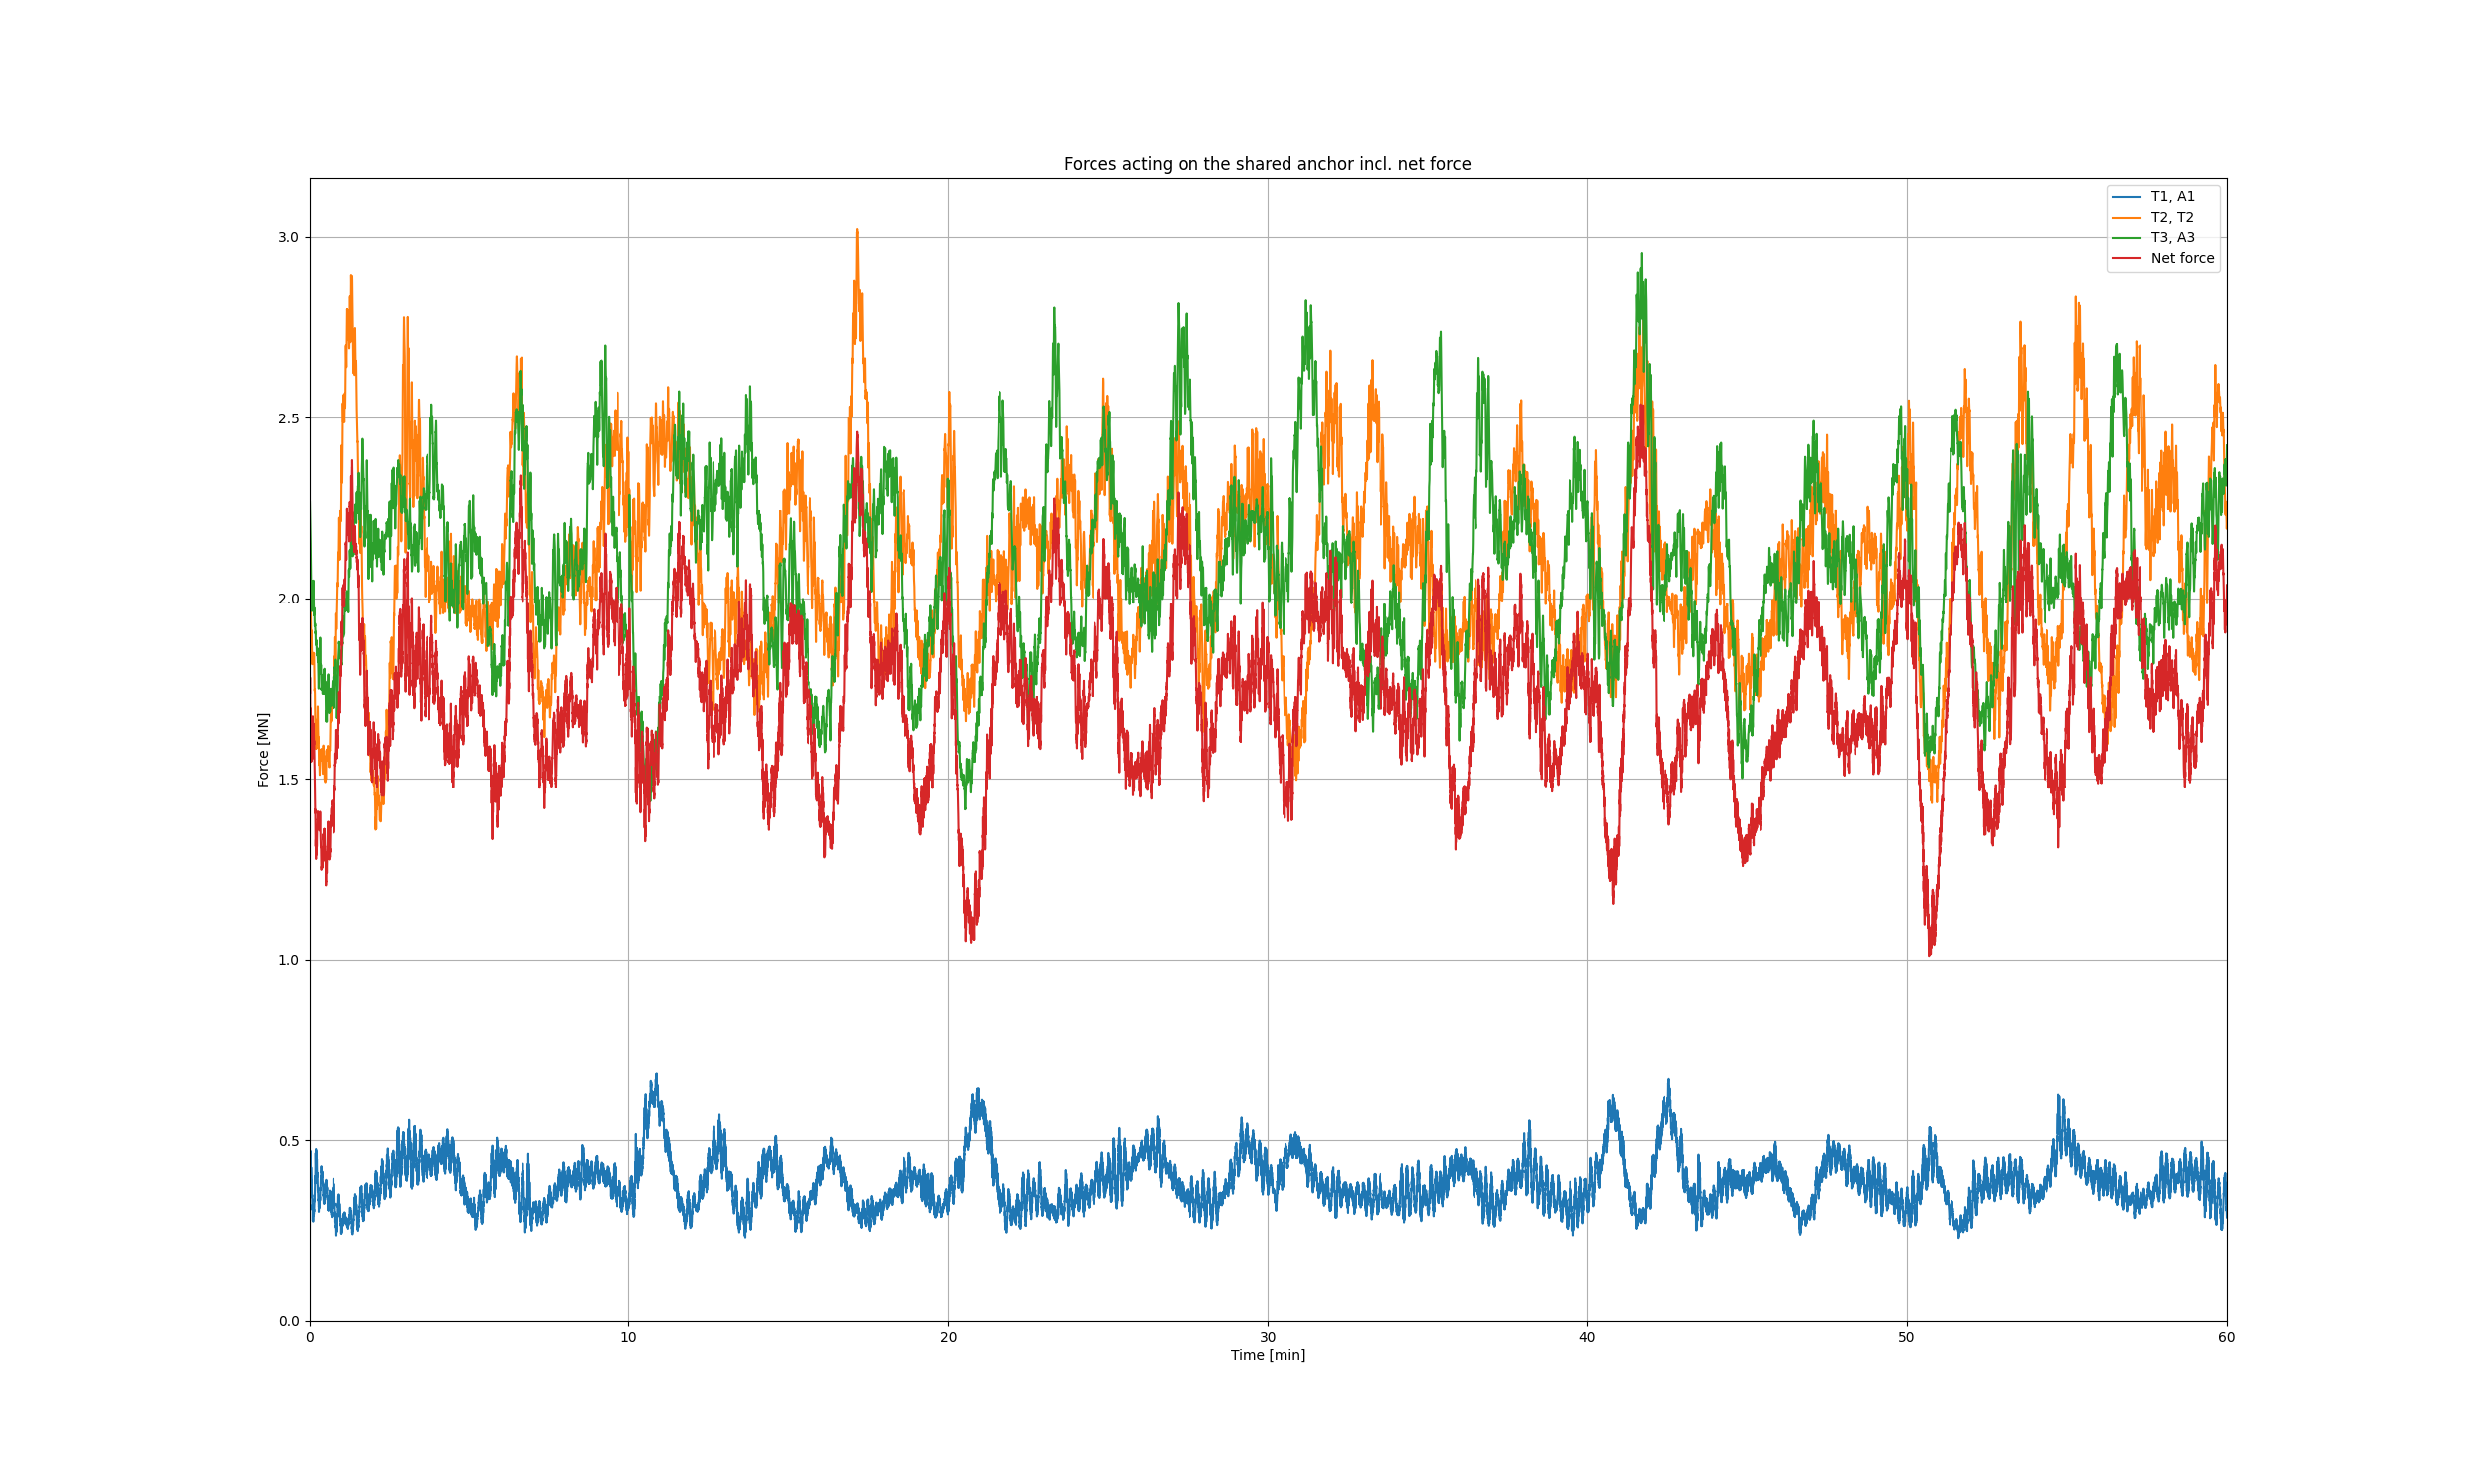 Forces acting on the shared anchor incl. net force
T1, A1
T2, T2
T3, A3
Net force
Force [MN]
3.0
2.5
2.0
1.5
1.0
0.5
0.0
0 10 20 30 40 50 60
Time [min]